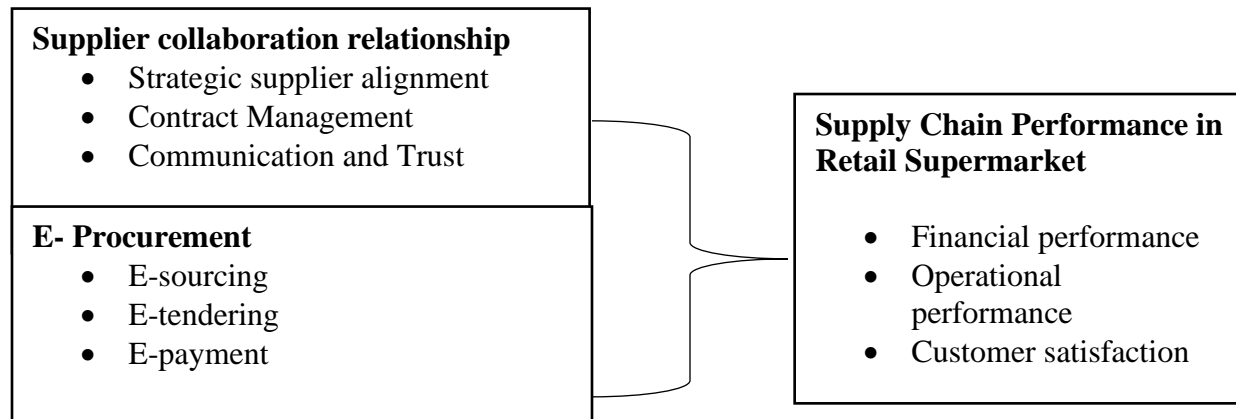 Supplier collaboration relationship
• Strategic supplier alignment
• Contract Management
• Communication and Trust
E- Procurement
• E-sourcing
• E-tendering
• E-payment
Supply Chain Performance in
Retail Supermarket
• Financial performance
• Operational
performance
• Customer satisfaction